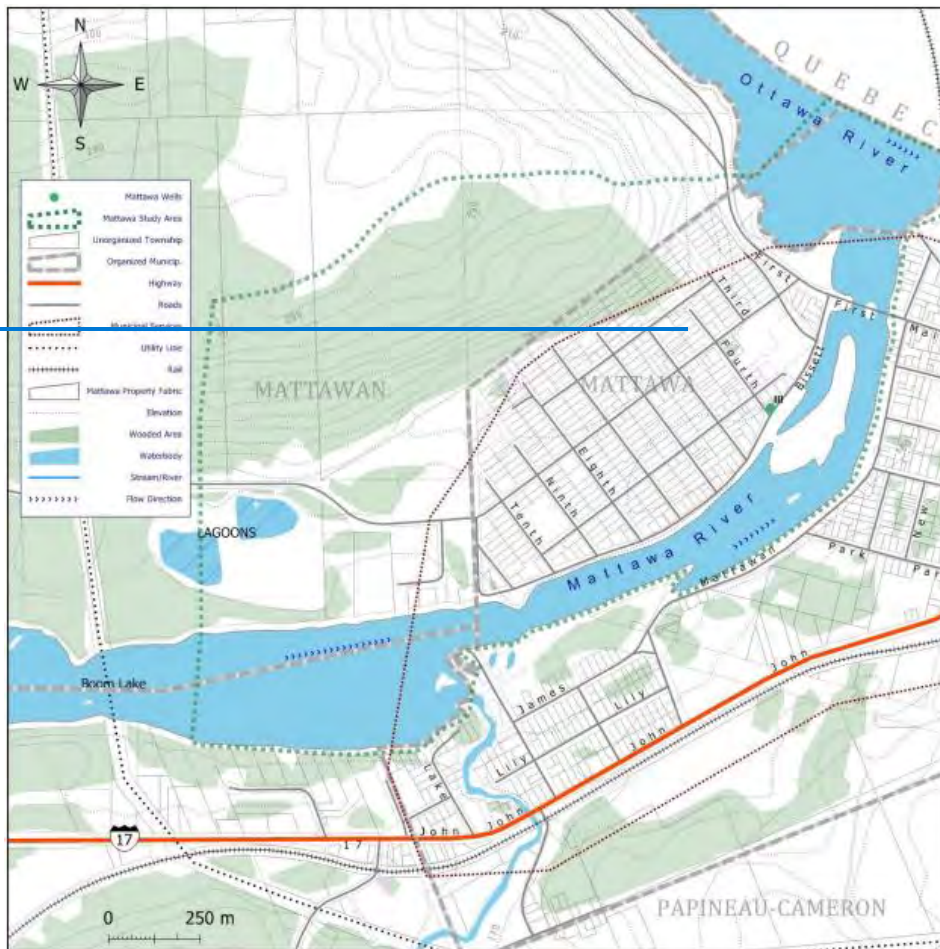 N
W E
S
QUEBEC
Ottawa River
Mattawa Wells
Mattawa Study Area
Unorganized Township
Organized Municip.
Highway
Roads
Utility Line
Rail
Mattawa Property Fabric
Elevation
Wooded Area
Waterbody
Stream/River
Flow Direction
First
First
Third
Fourth
Bissett
MATTAWAN
MATTAWA
Eighth
Ninth
Tenth
LAGOONS
Mattawa River
Mattawan
Park
New
Boom Lake
James
Lily
Lily
John
John
John
John
Lake
17
17
0 250 m
PAPINEAU-CAMERON